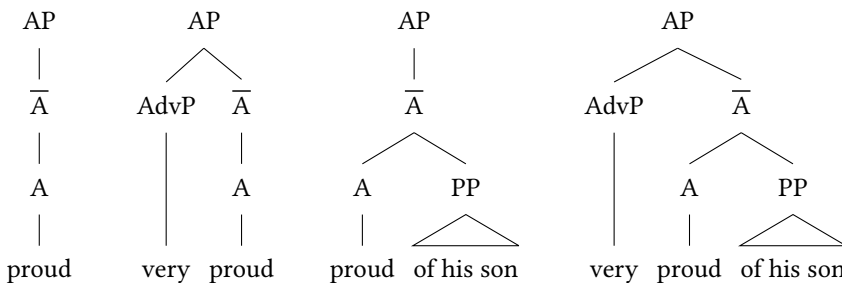 AP AP AP AP
A̅ AdvP A̅ A̅ AdvP A̅
A A A PP A PP
proud very proud proud of his son very proud of his son